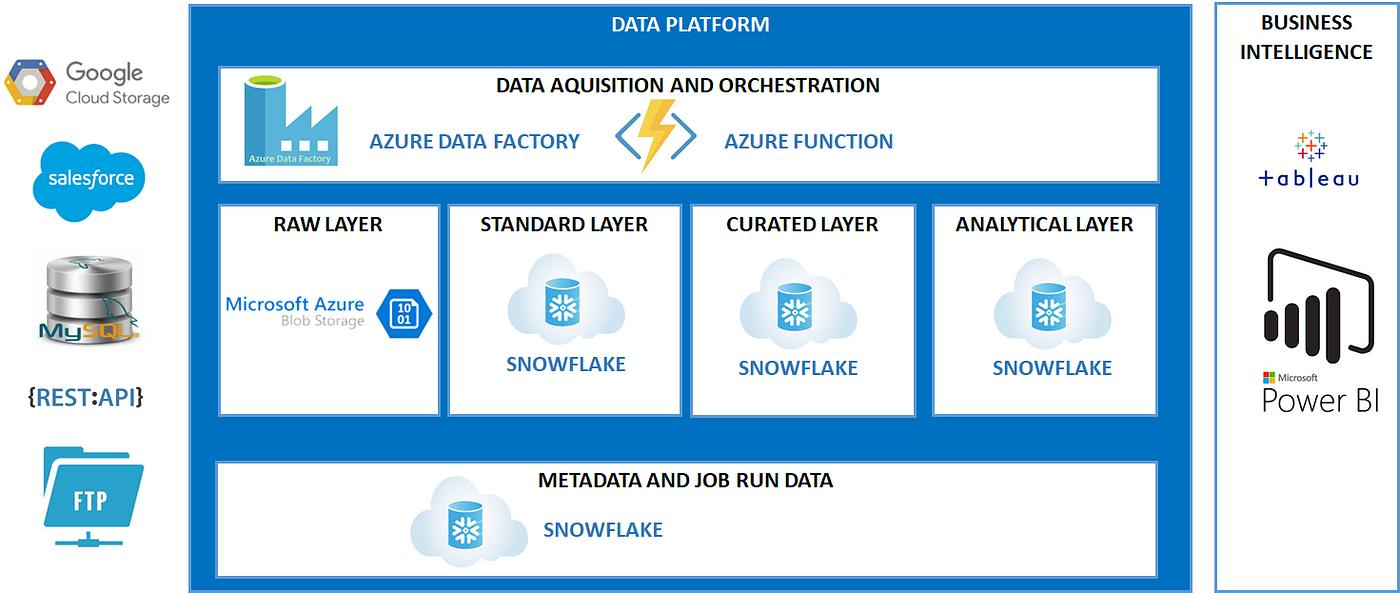 Google
Cloud Storage
salesforce
MySQL
{REST:API}
FTP
DATA PLATFORM
DATA AQUISITION AND ORCHESTRATION
Azure Data Factory
AZURE DATA FACTORY
AZURE FUNCTION
RAW LAYER
Microsoft Azure
Blob Storage
10
01
STANDARD LAYER
SNOWFLAKE
CURATED LAYER
SNOWFLAKE
ANALYTICAL LAYER
SNOWFLAKE
METADATA AND JOB RUN DATA
SNOWFLAKE
BUSINESS
INTELLIGENCE
+ableau
Microsoft
Power BI